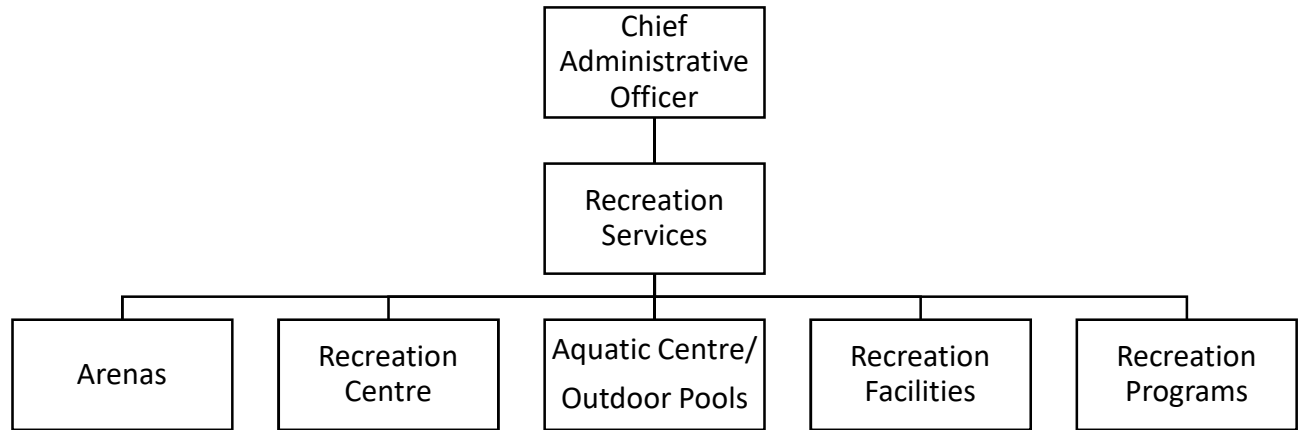 Chief
Administrative
Officer
Recreation
Services
Arenas
Recreation
Centre
Aquatic Centre/
Outdoor Pools
Recreation
Facilities
Recreation
Programs